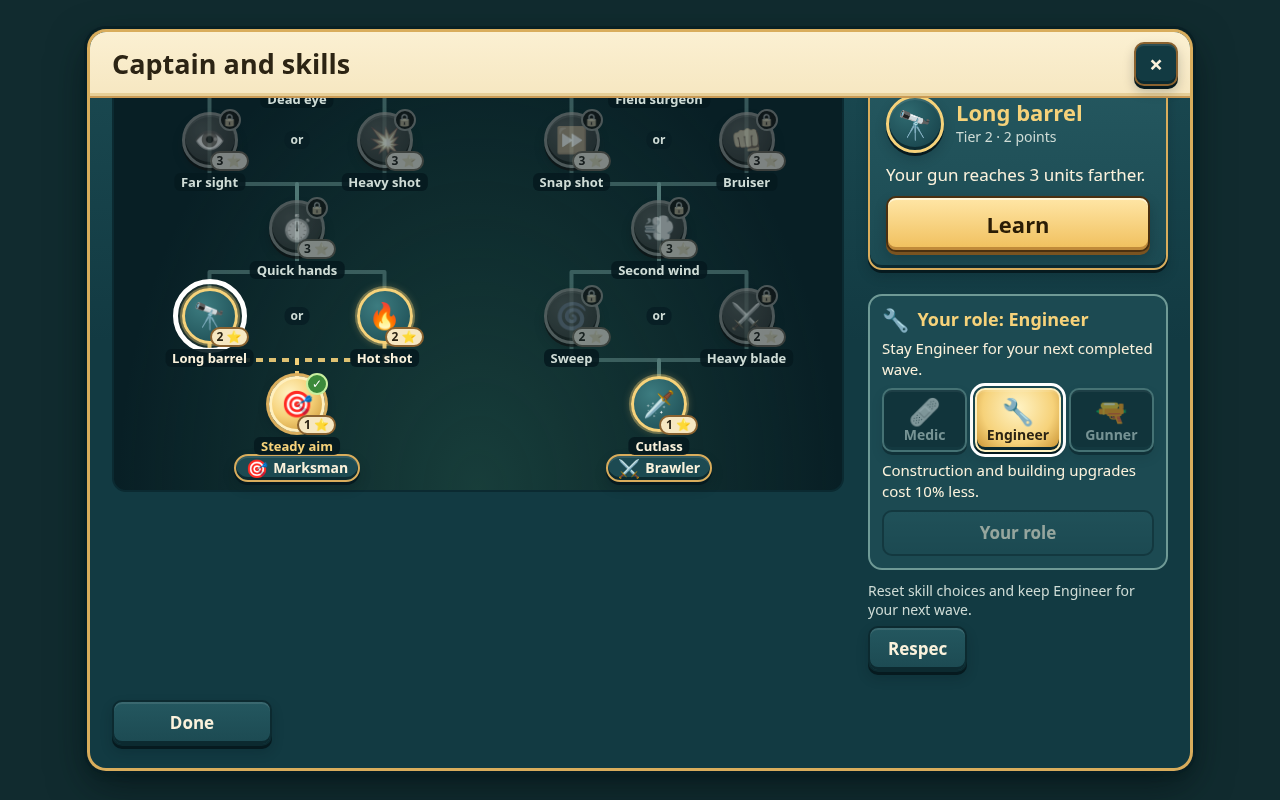 Captain and skills
×
Dead eye
Field surgeon
3
or
3
Far sight
Heavy shot
3
or
3
Snap shot
Bruiser
3
Quick hands
3
Second wind
2
or
2
Long barrel
Hot shot
2
or
2
Sweep
Heavy blade
1
Steady aim
Marksman
1
Cutlass
Brawler
Long barrel
Tier 2 · 2 points
Your gun reaches 3 units farther.
Learn
Your role: Engineer
Stay Engineer for your next completed
wave.
Medic
Engineer
Gunner
Construction and building upgrades
cost 10% less.
Your role
Reset skill choices and keep Engineer for
your next wave.
Respec
Done